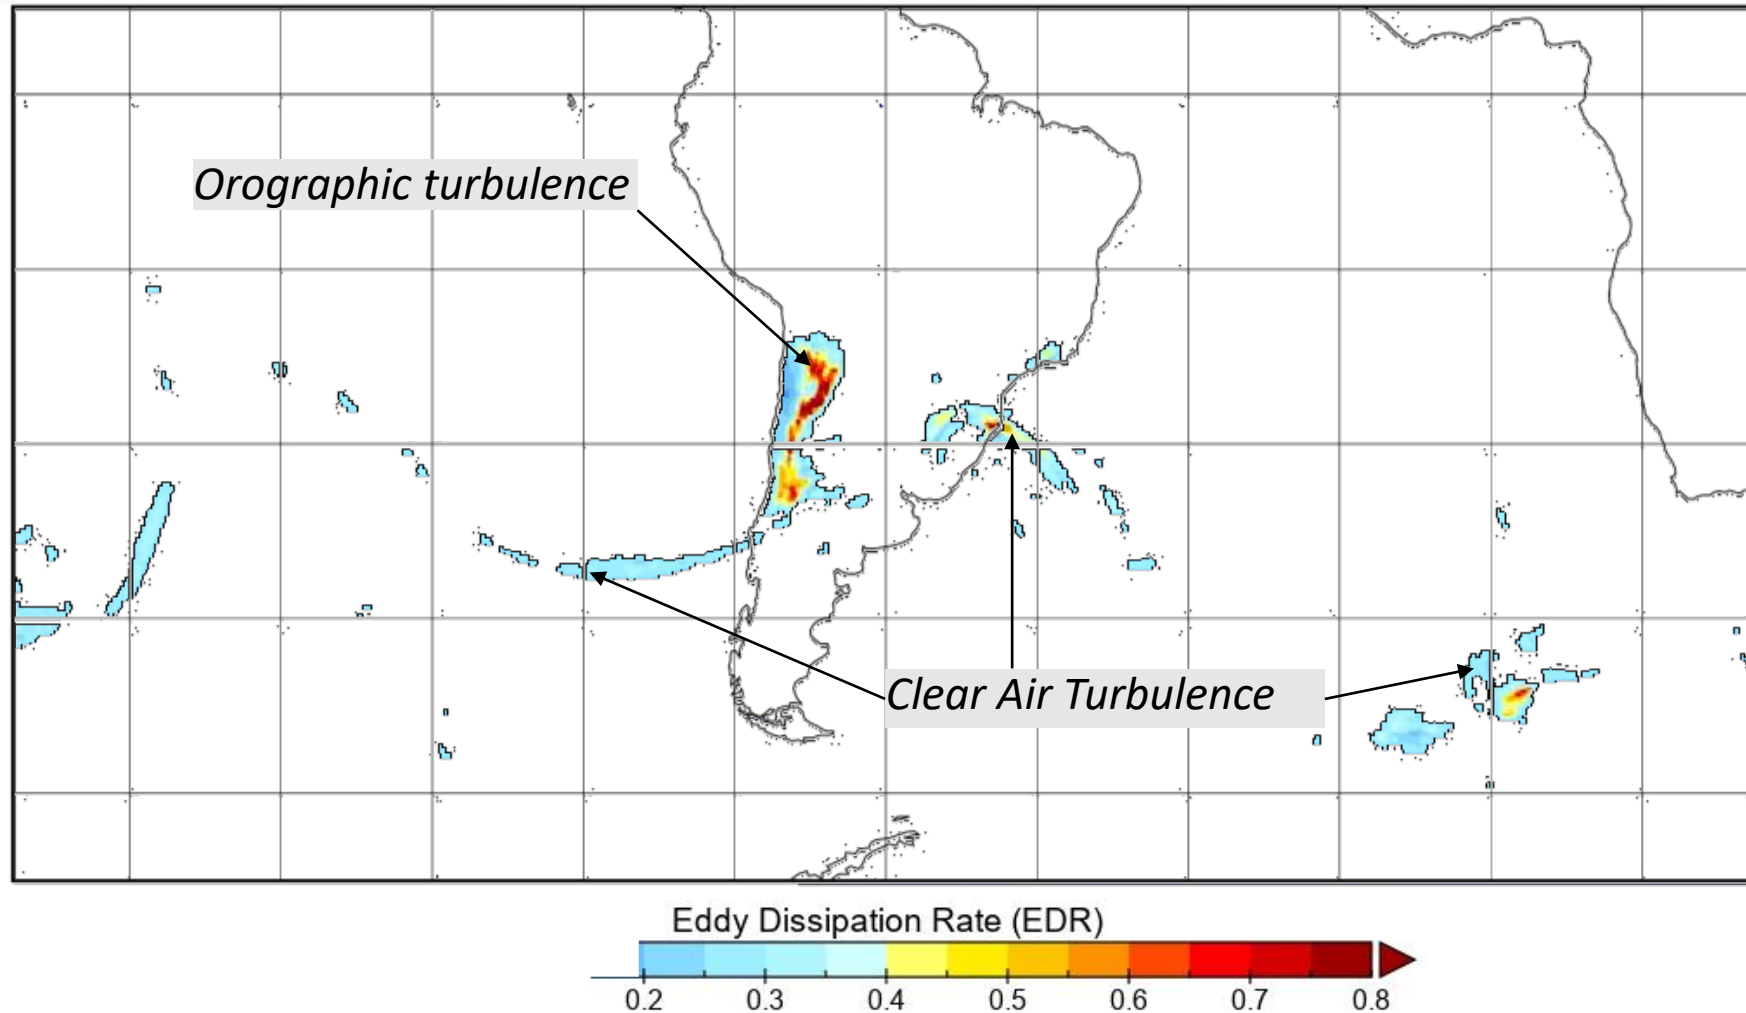 Orographic turbulence
Clear Air Turbulence
Eddy Dissipation Rate (EDR)
0.2 0.3 0.4 0.5 0.6 0.7 0.8